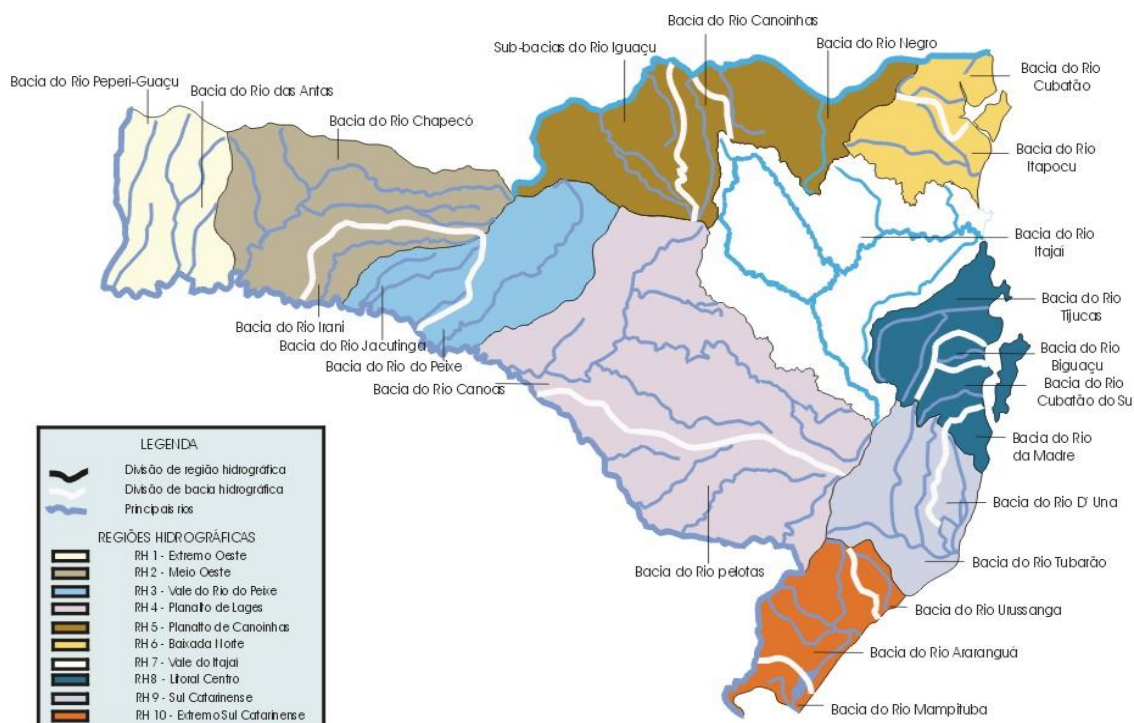 Bacia do Rio Canoinhas
Sub-bacias do Rio Iguaçu
Bacia do Rio Negro
Bacia do Rio
Cubatão
Bacia do Rio Peperi-Guaçu
Bacia do Rio das Antas
Bacia do Rio Chapecó
Bacia do Rio
Itapocu
Bacia do Rio
Itajaí
Bacia do Rio
Tijucas
Bacia do Rio Irani
Bacia do Rio Jacutinga
Bacia do Rio do Peixe
Bacia do Rio Canoas
Bacia do Rio
Biguaçu
Bacia do Rio
Cubatão do Su
Bacia do Rio
da Madre
Bacia do Rio D' Una
Bacia do Rio Tubarão
Bacia do Rio pelotas
Bacia do Rio Urussanga
Bacia do Rio Araranguá
Bacia do Rio Mampituba
LEGENDA
Divisão de região hidrográfica
Divisão de bacia hidrográfica
Principais rios
REGIÕES HIDROGRÁFICAS
RH 1 - Extremo Oeste
RH 2 - Meio Oeste
RH 3 - Vale do Rio do Peixe
RH 4 - Planalto de Lages
RH 5 - Planalto de Canoinhas
RH 6 - Baixada Norte
RH 7 - Vale do Itajaí
RH8 - Litoral Centro
RH 9 - Sul Catarinense
RH 10 - Extremo Sul Catarinense